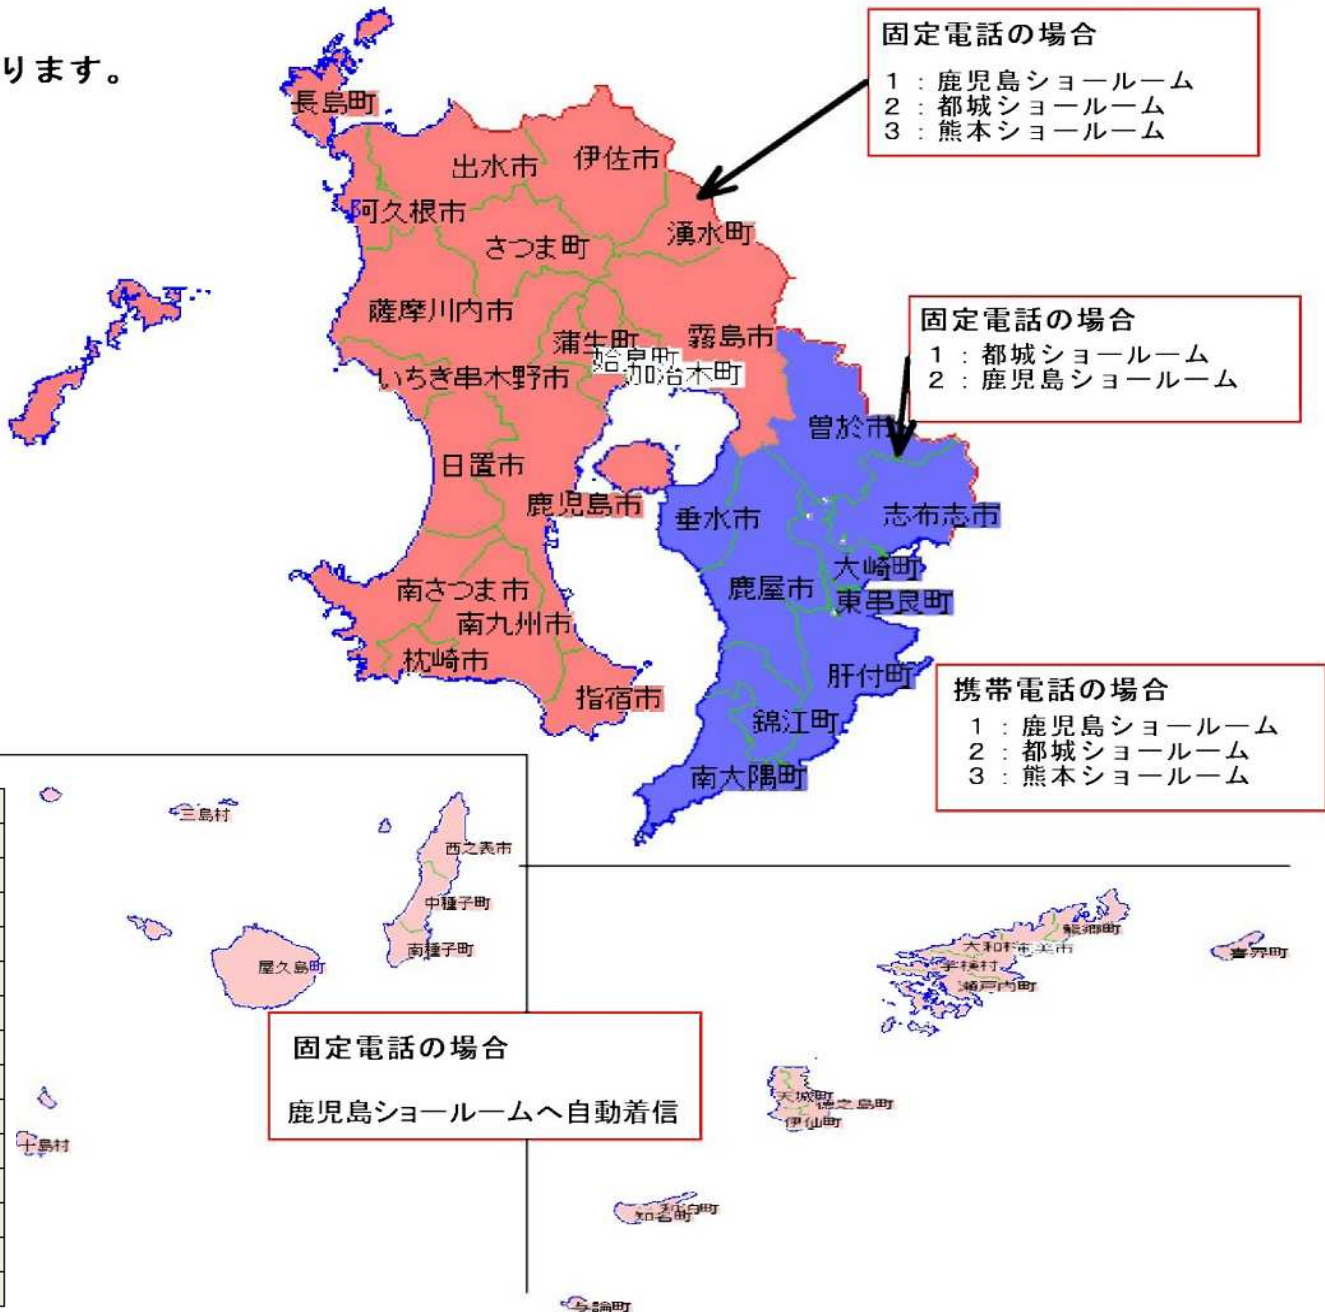 ります。
固定電話の場合
1：鹿児島ショールーム
2：都城ショールーム
3：熊本ショールーム
長島町
出水市
伊佐市
阿久根市
さつま町
湧水町
薩摩川内市
蒲生町
霧島市
姶良町
加治木町
いちき串木野市
固定電話の場合
1：都城ショールーム
2：鹿児島ショールーム
曽於市
日置市
鹿児島市
垂水市
志布志市
大崎町
鹿屋市
東串良町
南さつま市
南九州市
枕崎市
指宿市
肝付町
錦江町
南大隅町
携帯電話の場合
1：鹿児島ショールーム
2：都城ショールーム
3：熊本ショールーム
三島村
西之表市
中種子町
南種子町
屋久島町
龍郷町
大和村
奄美市
宇検村
瀬戸内町
喜界町
固定電話の場合
鹿児島ショールームへ自動着信
天城町
徳之島町
伊仙町
十島村
和泊町
知名町
与論町